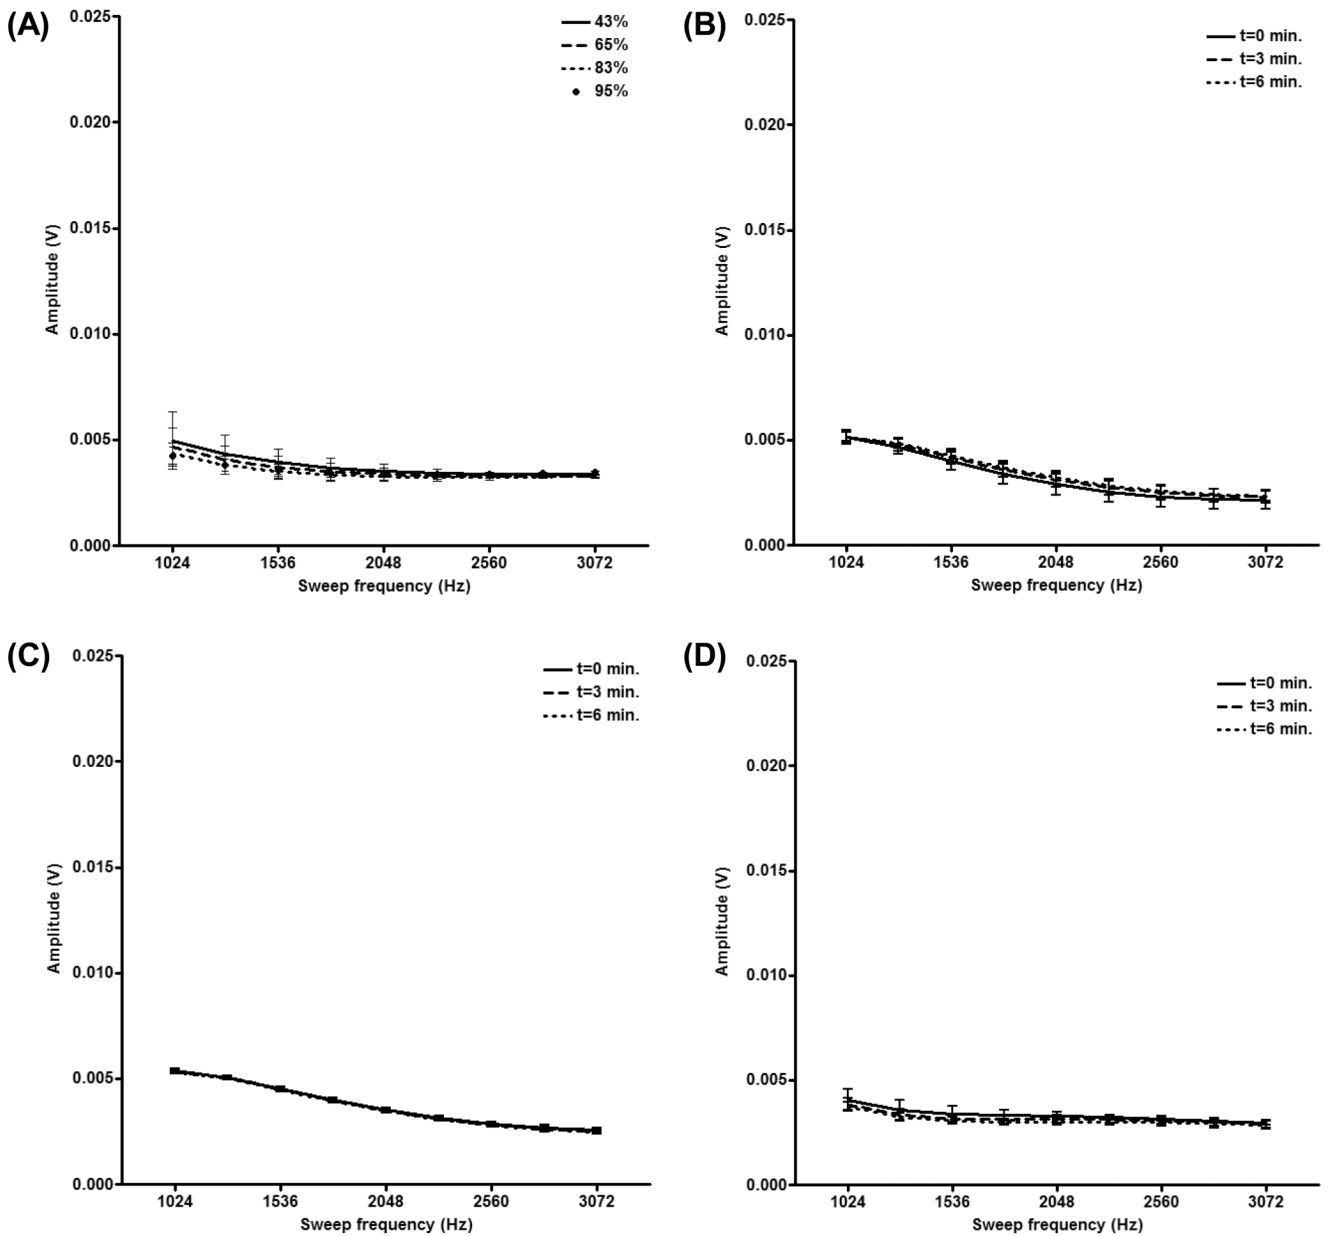 (A)
0.025
0.020
0.015
0.010
0.005
0.000
Amplitude (V)
43%
65%
83%
95%
1024 1536 2048 2560 3072
Sweep frequency (Hz)
(B)
0.025
0.020
0.015
0.010
0.005
0.000
Amplitude (V)
t=0 min.
t=3 min.
t=6 min.
1024 1536 2048 2560 3072
Sweep frequency (Hz)
(C)
0.025
0.020
0.015
0.010
0.005
0.000
Amplitude (V)
t=0 min.
t=3 min.
t=6 min.
1024 1536 2048 2560 3072
Sweep frequency (Hz)
(D)
0.025
0.020
0.015
0.010
0.005
0.000
Amplitude (V)
t=0 min.
t=3 min.
t=6 min.
1024 1536 2048 2560 3072
Sweep frequency (Hz)